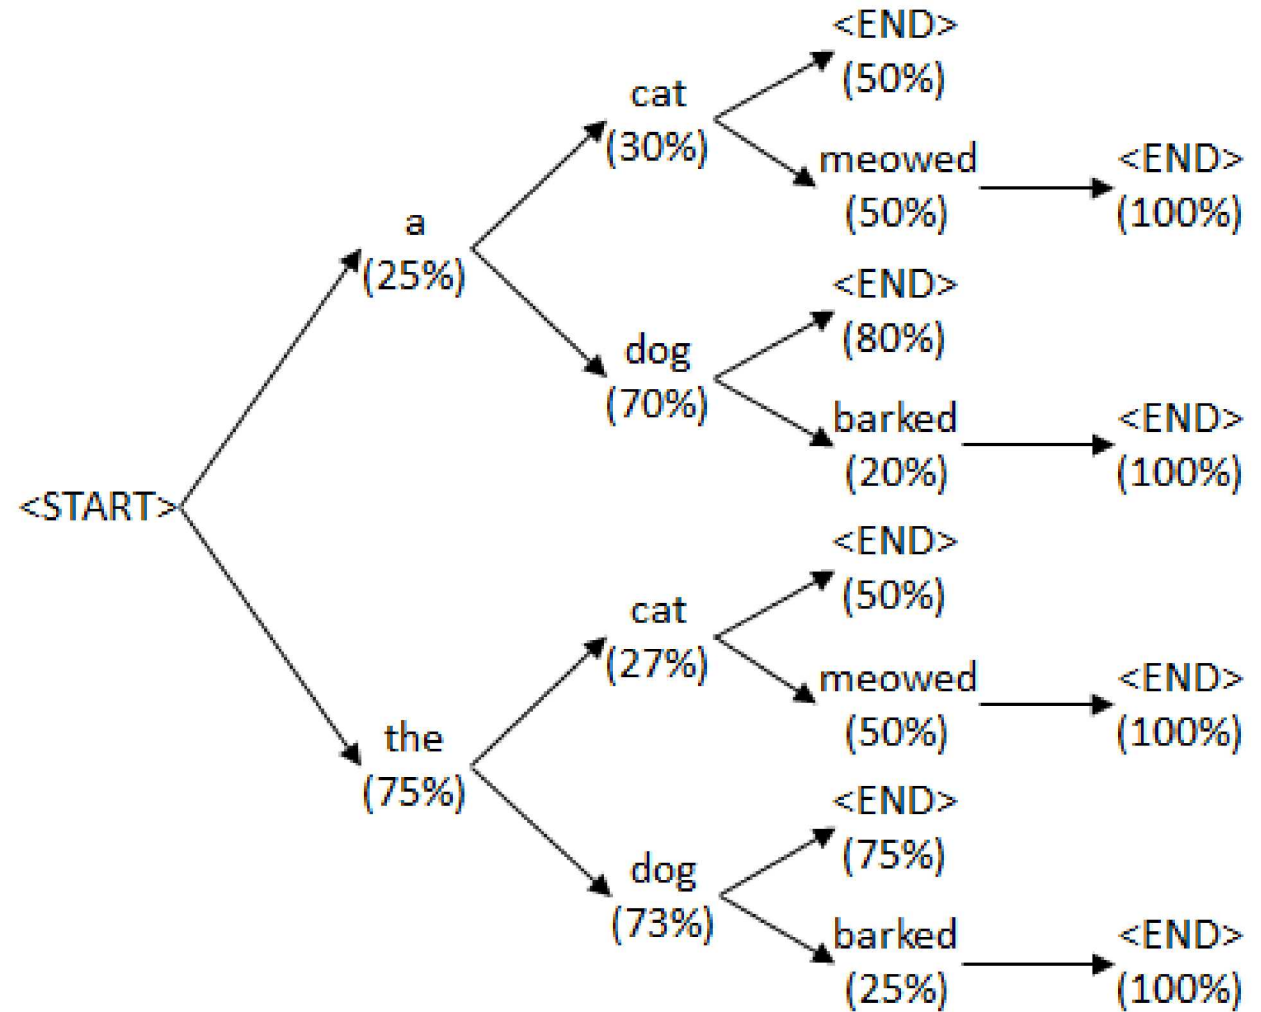 <START>
a
(25%)
cat
(30%)
<END>
(50%)
meowed
(50%)
<END>
(100%)
dog
(70%)
<END>
(80%)
barked
(20%)
<END>
(100%)
the
(75%)
cat
(27%)
<END>
(50%)
meowed
(50%)
<END>
(100%)
dog
(73%)
<END>
(75%)
barked
(25%)
<END>
(100%)